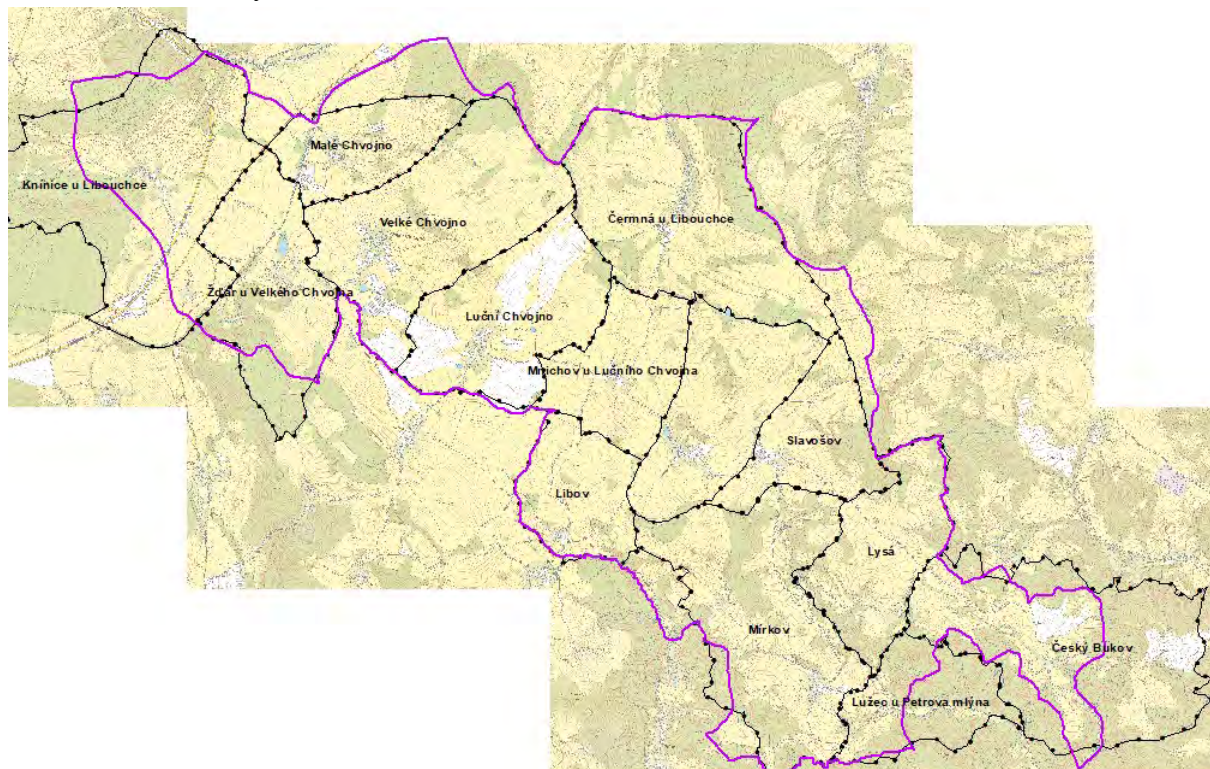 Malé Chvojno
Knínice u Libouchce
Velké Chvojno
Čermná u Libouchce
Žďár u Velkého Chvojna
Luční Chvojno
Mnichov u Lučního Chvojna
Slavošov
Libov
Lysá
Mírkov
Český Bukov
Lužec u Petrova mlýna